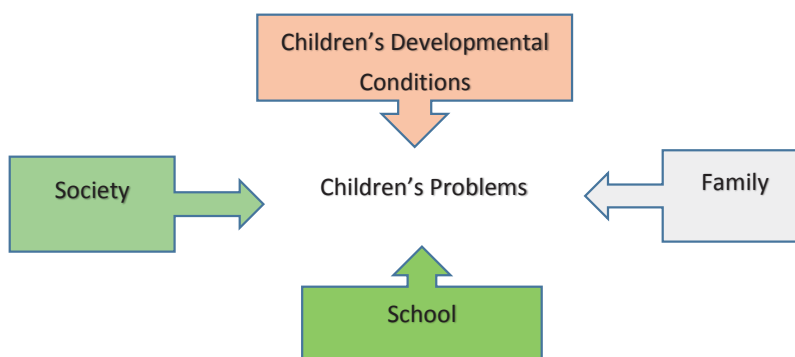 Children’s Developmental
Conditions
Society
Children’s Problems
Family
School